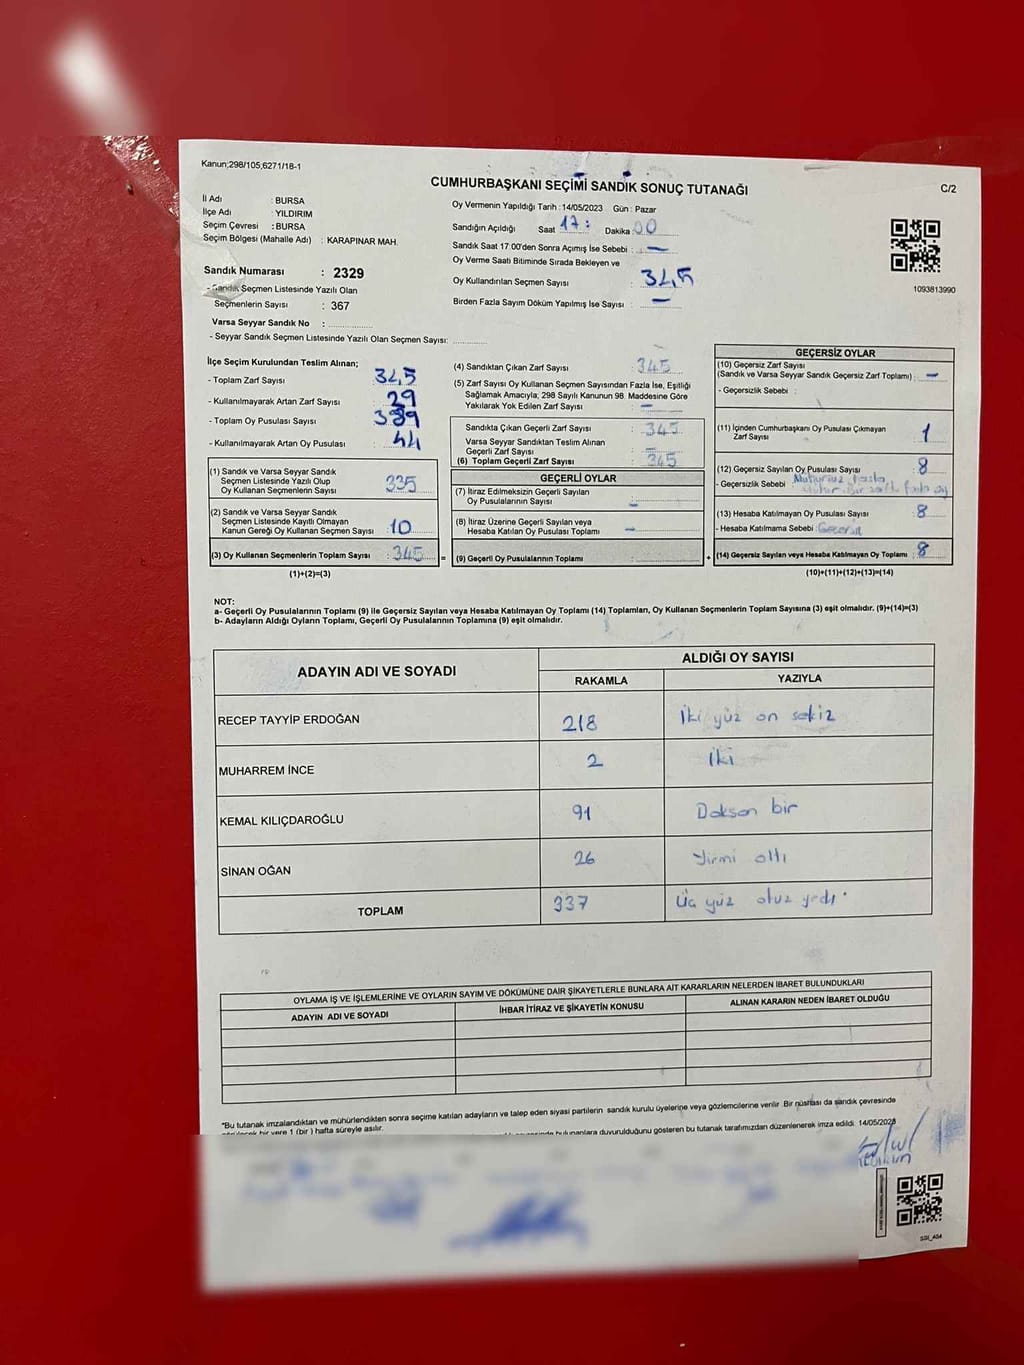 Kanun;298/105,6271/18-1
CUMHURBAŞKANI SEÇİMİ SANDIK SONUÇ TUTANAĞI
C/2
İl Adı : BURSA
İlçe Adı : YILDIRIM
Seçim Çevresi : BURSA
Seçim Bölgesi (Mahalle Adı) : KARAPINAR MAH.
Sandık Numarası : 2329
- Sandık Seçmen Listesinde Yazılı Olan
Seçmenlerin Sayısı : 367
Varsa Seyyar Sandık No :
- Seyyar Sandık Seçmen Listesinde Yazılı Olan Seçmen Sayısı:
Oy Vermenin Yapıldığı Tarih : 14/05/2023 Gün : Pazar
Sandığın Açıldığı Saat 17: Dakika : 00
Sandık Saat 17:00'den Sonra Açımış İse Sebebi : —
Oy Verme Saati Bitiminde Sırada Bekleyen ve
Oy Kullandırılan Seçmen Sayısı : 345
Birden Fazla Sayım Döküm Yapılmış İse Sayısı : —
1093813990
İlçe Seçim Kurulundan Teslim Alınan;
- Toplam Zarf Sayısı : 345
- Kullanılmayarak Artan Zarf Sayısı : 29
- Toplam Oy Pusulası Sayısı : 389
- Kullanılmayarak Artan Oy Pusulası : 44
(1) Sandık ve Varsa Seyyar Sandık
Seçmen Listesinde Yazılı Olup
Oy Kullanan Seçmenlerin Sayısı : 335
(2) Sandık ve Varsa Seyyar Sandık
Seçmen Listesinde Kayıtlı Olmayan
Kanun Gereği Oy Kullanan Seçmen Sayısı : 10
(3) Oy Kullanan Seçmenlerin Toplam Sayısı : 345 =
(1)+(2)=(3)
(4) Sandıktan Çıkan Zarf Sayısı : 345
(5) Zarf Sayısı Oy Kullanan Seçmen Sayısından Fazla İse, Eşitliği
Sağlamak Amacıyla; 298 Sayılı Kanunun 98. Maddesine Göre
Yakılarak Yok Edilen Zarf Sayısı : —
Sandıkta Çıkan Geçerli Zarf Sayısı : 345
Varsa Seyyar Sandıktan Teslim Alınan
Geçerli Zarf Sayısı : —
(6) Toplam Geçerli Zarf Sayısı : 345
GEÇERLİ OYLAR
(7) İtiraz Edilmeksizin Geçerli Sayılan
Oy Pusulalarının Sayısı : —
(8) İtiraz Üzerine Geçerli Sayılan veya
Hesaba Katılan Oy Pusulası Toplamı : —
(9) Geçerli Oy Pusulalarının Toplamı : +
GEÇERSİZ OYLAR
(10) Geçersiz Zarf Sayısı
(Sandık ve Varsa Seyyar Sandık Geçersiz Zarf Toplamı) : —
- Geçersizlik Sebebi :
(11) İçinden Cumhurbaşkanı Oy Pusulası Çıkmayan
Zarf Sayısı : 1
(12) Geçersiz Sayılan Oy Pusulası Sayısı : 8
- Geçersizlik Sebebi : fazla
fazla oy
(13) Hesaba Katılmayan Oy Pusulası Sayısı : 8
- Hesaba Katılmama Sebebi :
(14) Geçersiz Sayılan veya Hesaba Katılmayan Oy Toplamı : 8
(10)+(11)+(12)+(13)=(14)
NOT:
a- Geçerli Oy Pusulalarının Toplamı (9) ile Geçersiz Sayılan veya Hesaba Katılmayan Oy Toplamı (14) Toplamları, Oy Kullanan Seçmenlerin Toplam Sayısına (3) eşit olmalıdır. (9)+(14)=(3)
b- Adayların Aldığı Oyların Toplamı, Geçerli Oy Pusulalarının Toplamına (9) eşit olmalıdır.
ADAYIN ADI VE SOYADI
ALDIĞI OY SAYISI
RAKAMLA YAZIYLA
RECEP TAYYİP ERDOĞAN 218 İki yüz on sekiz
MUHARREM İNCE 2 İki
KEMAL KILIÇDAROĞLU 91 Doksan bir
SİNAN OĞAN 26 Yirmi altı
TOPLAM 337 Üç yüz otuz yedi
OYLAMA İŞ VE İŞLEMLERİNE VE OYLARIN SAYIM VE DÖKÜMÜNE DAİR ŞİKAYETLERLE BUNLARA AİT KARARLARIN NELERDEN İBARET BULUNDUKLARI
ADAYIN ADI VE SOYADI İHBAR İTİRAZ VE ŞİKAYETİN KONUSU ALINAN KARARIN NEDEN İBARET OLDUĞU
"Bu tutanak imzalandıktan ve mühürlendikten sonra seçime katılan adayların ve talep eden siyasi partilerin sandık kurulu üyelerine veya gözlemcilerine verilir. Bir nüshası da sandık çevresinde
bir yere 1 (bir) hafta süreyle asılır. bulunanlara duyurulduğunu gösteren bu tutanak tarafımızdan düzenlenerek imza edildi. 14/05/2023